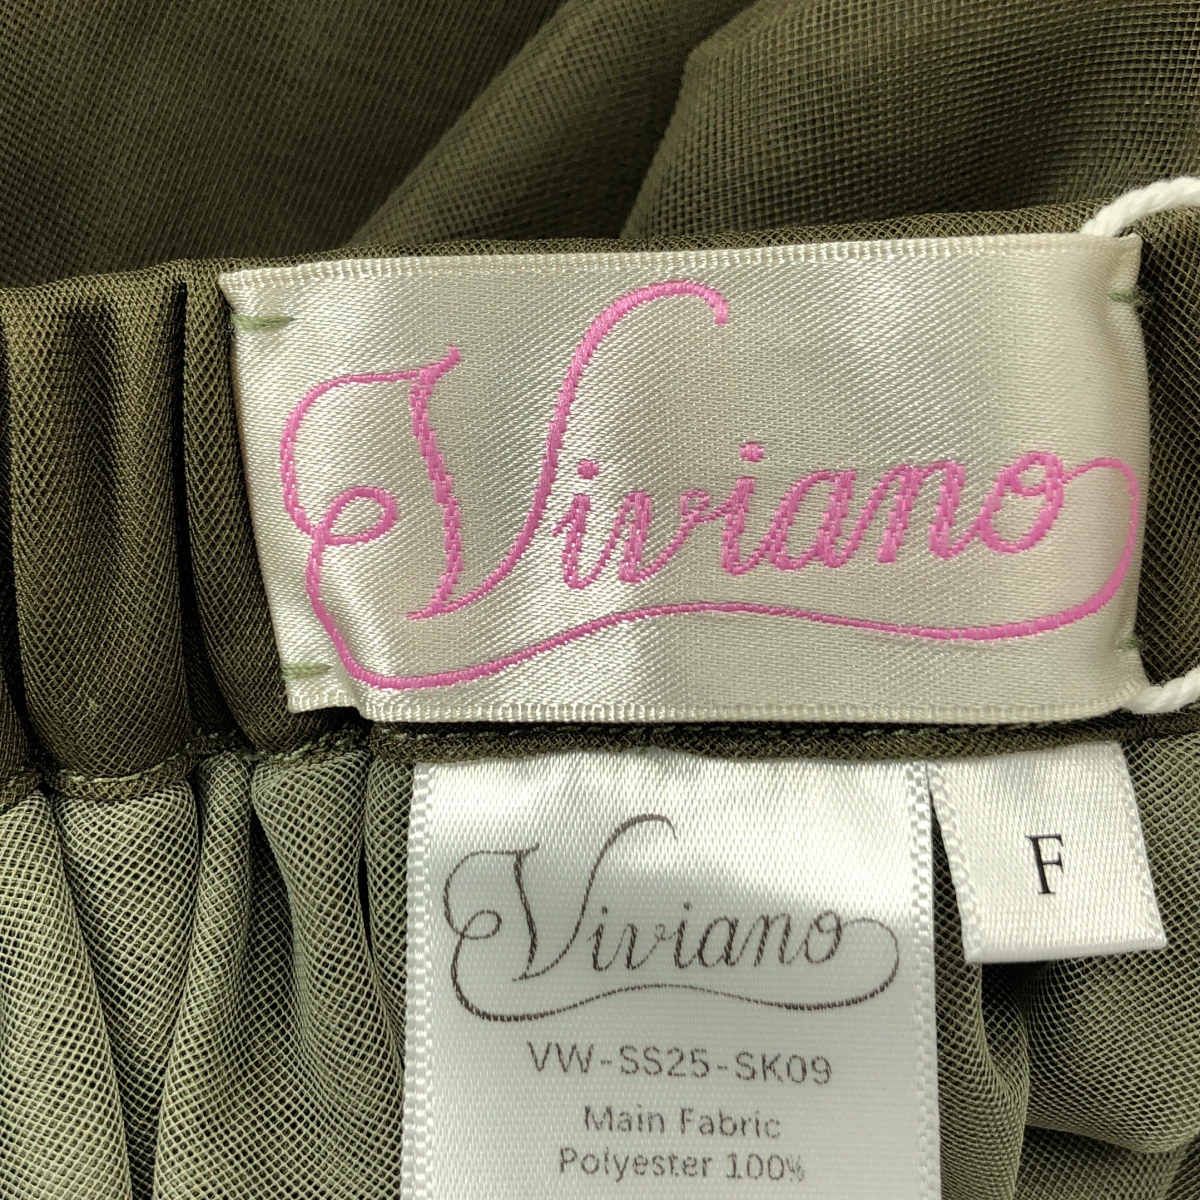 Viviano
F
Viviano
VW-SS25-SK09
Main Fabric
Polyester 100%